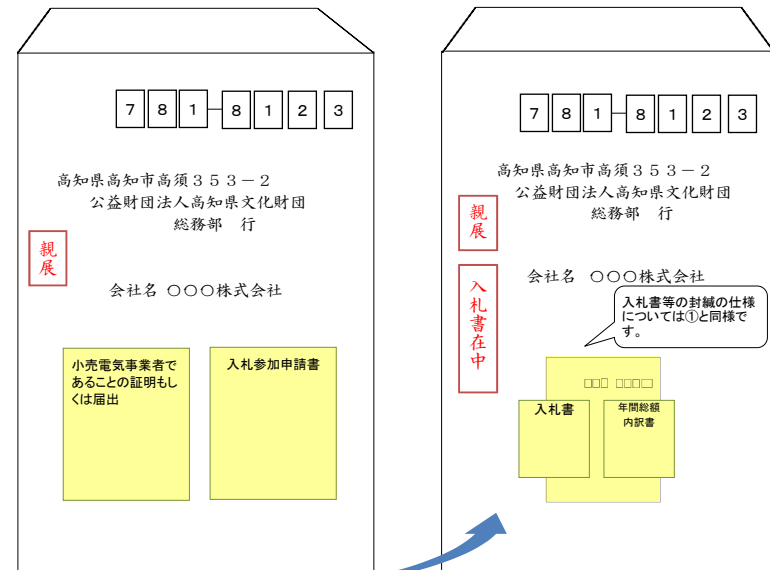 781-8123
高知県高知市高須353-2
公益財団法人高知県文化財団
総務部 行
親展
会社名 〇〇〇株式会社
小売電気事業者で
あることの証明もし
くは届出
入札参加申請書
781-8123
高知県高知市高須353-2
公益財団法人高知県文化財団
総務部 行
親展
会社名 〇〇〇株式会社
入札書在中
入札書等の封緘の仕様
については①と同様で
す。
□□□ □□□□
入札書
年間総額
内訳書